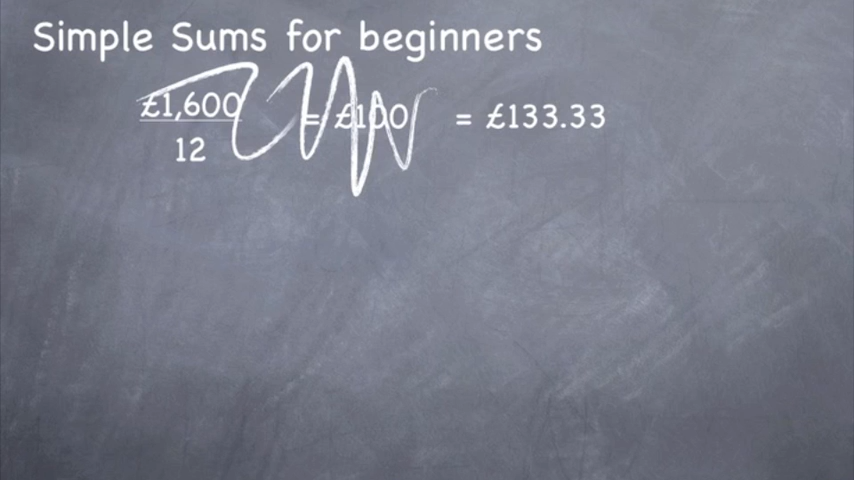 Simple Sums for beginners
£1,600
12
= £100 = £133.33